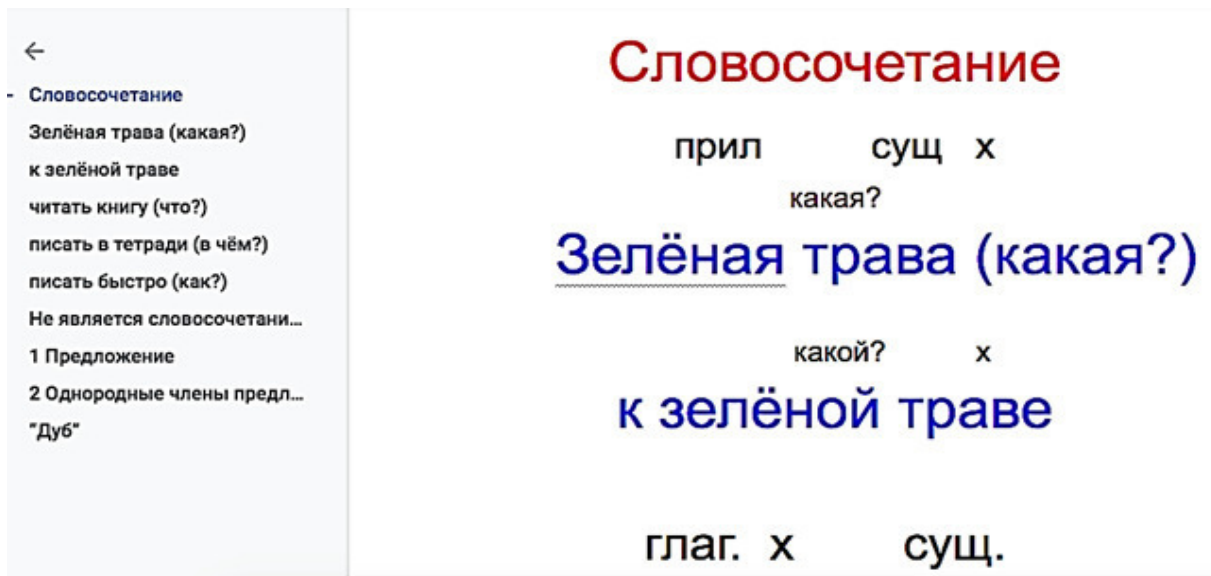 ←
Словосочетание
Зелёная трава (какая?)
к зелёной траве
читать книгу (что?)
писать в тетради (в чём?)
писать быстро (как?)
Не является словосочетани...
1 Предложение
2 Однородные члены предл...
"Дуб"
Словосочетание
прил сущ х
какая?
Зелёная трава (какая?)
какой? х
к зелёной траве
глаг. х сущ.